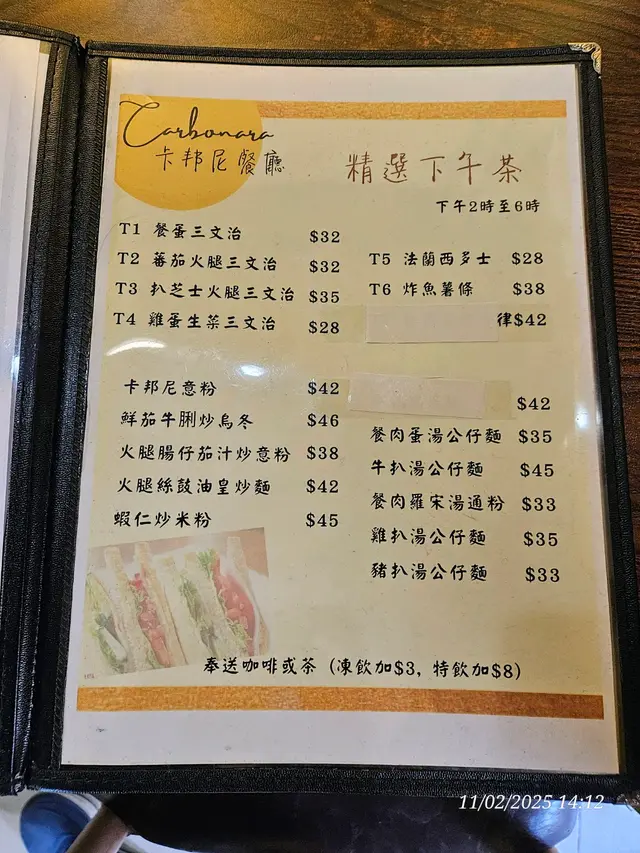 Carbonara
卡邦尼餐廳
精選下午茶
下午2時至6時
T1 餐蛋三文治 $32
T2 蕃茄火腿三文治 $32
T3 扒芝士火腿三文治 $35
T4 雞蛋生菜三文治 $28
T5 法蘭西多士 $28
T6 炸魚薯條 $38
律$42
卡邦尼意粉 $42
鮮茄牛脷炒烏冬 $46
火腿腸仔茄汁炒意粉 $38
火腿絲鼓油皇炒麵 $42
蝦仁炒米粉 $45
$42
餐肉蛋湯公仔麵 $35
牛扒湯公仔麵 $45
餐肉羅宋湯通粉 $33
雞扒湯公仔麵 $35
豬扒湯公仔麵 $33
奉送咖啡或茶 (凍飲加$3, 特飲加$8)
11/02/2025 14:12